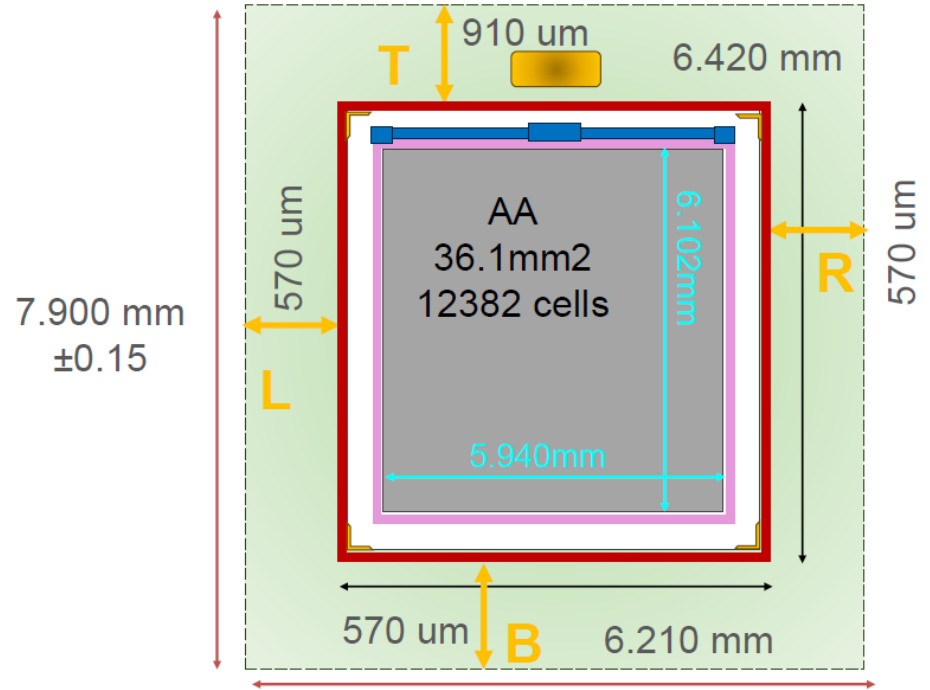 910 um
T
6.420 mm
AA
36.1mm2
12382 cells
6.102mm
570 um
R
570 um
7.900 mm
±0.15
L
5.940mm
570 um
B
6.210 mm